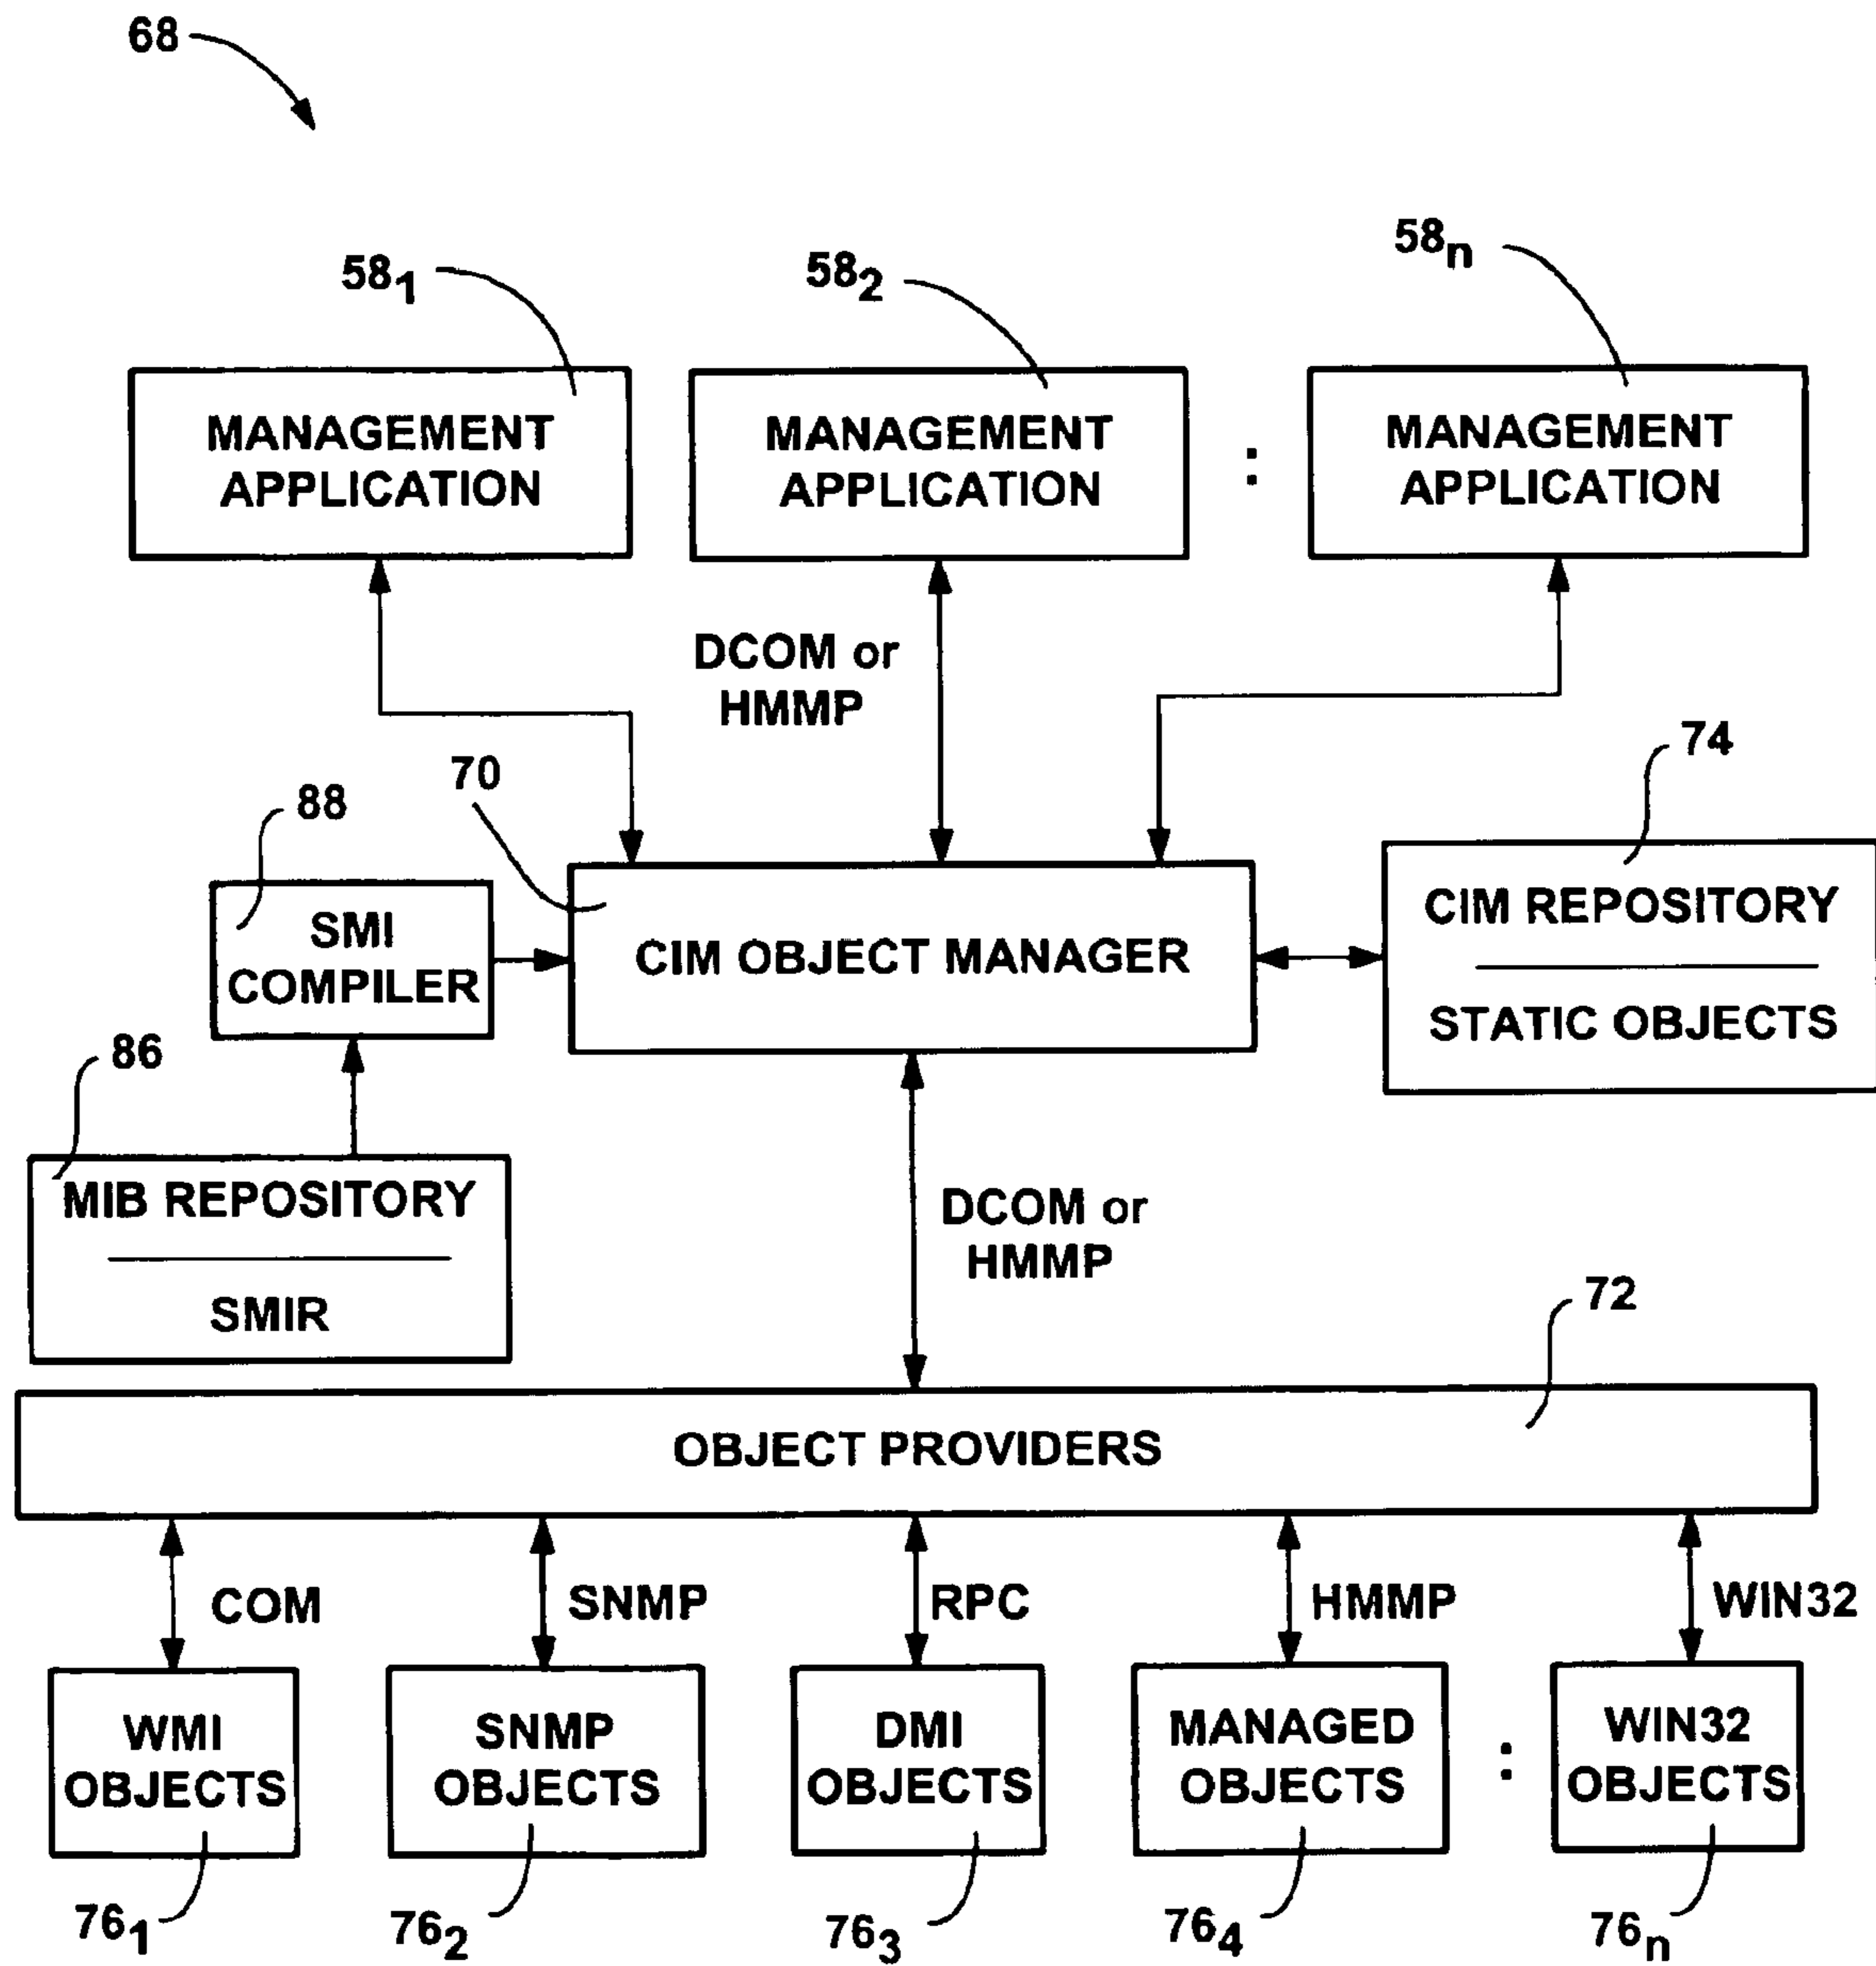 68
58₁
58₂
58ₙ
MANAGEMENT
APPLICATION
MANAGEMENT
APPLICATION
:
MANAGEMENT
APPLICATION
DCOM or
HMMP
70
74
88
SMI
COMPILER
CIM OBJECT MANAGER
CIM REPOSITORY
STATIC OBJECTS
86
MIB REPOSITORY
SMIR
DCOM or
HMMP
72
OBJECT PROVIDERS
COM
SNMP
RPC
HMMP
WIN32
WMI
OBJECTS
SNMP
OBJECTS
DMI
OBJECTS
MANAGED
OBJECTS
:
WIN32
OBJECTS
76₁
76₂
76₃
76₄
76ₙ